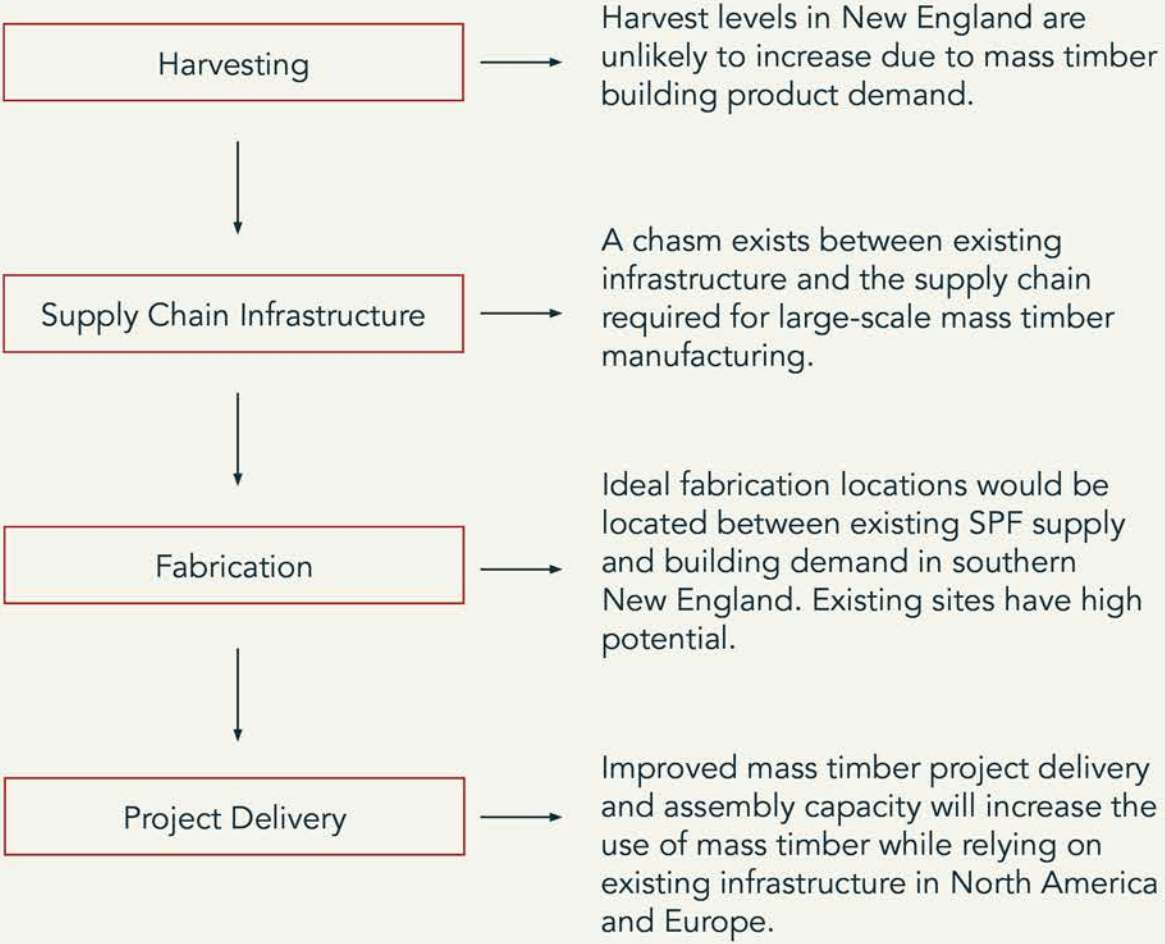 Harvesting
Harvest levels in New England are
unlikely to increase due to mass timber
building product demand.
Supply Chain Infrastructure
A chasm exists between existing
infrastructure and the supply chain
required for large-scale mass timber
manufacturing.
Fabrication
Ideal fabrication locations would be
located between existing SPF supply
and building demand in southern
New England. Existing sites have high
potential.
Project Delivery
Improved mass timber project delivery
and assembly capacity will increase the
use of mass timber while relying on
existing infrastructure in North America
and Europe.